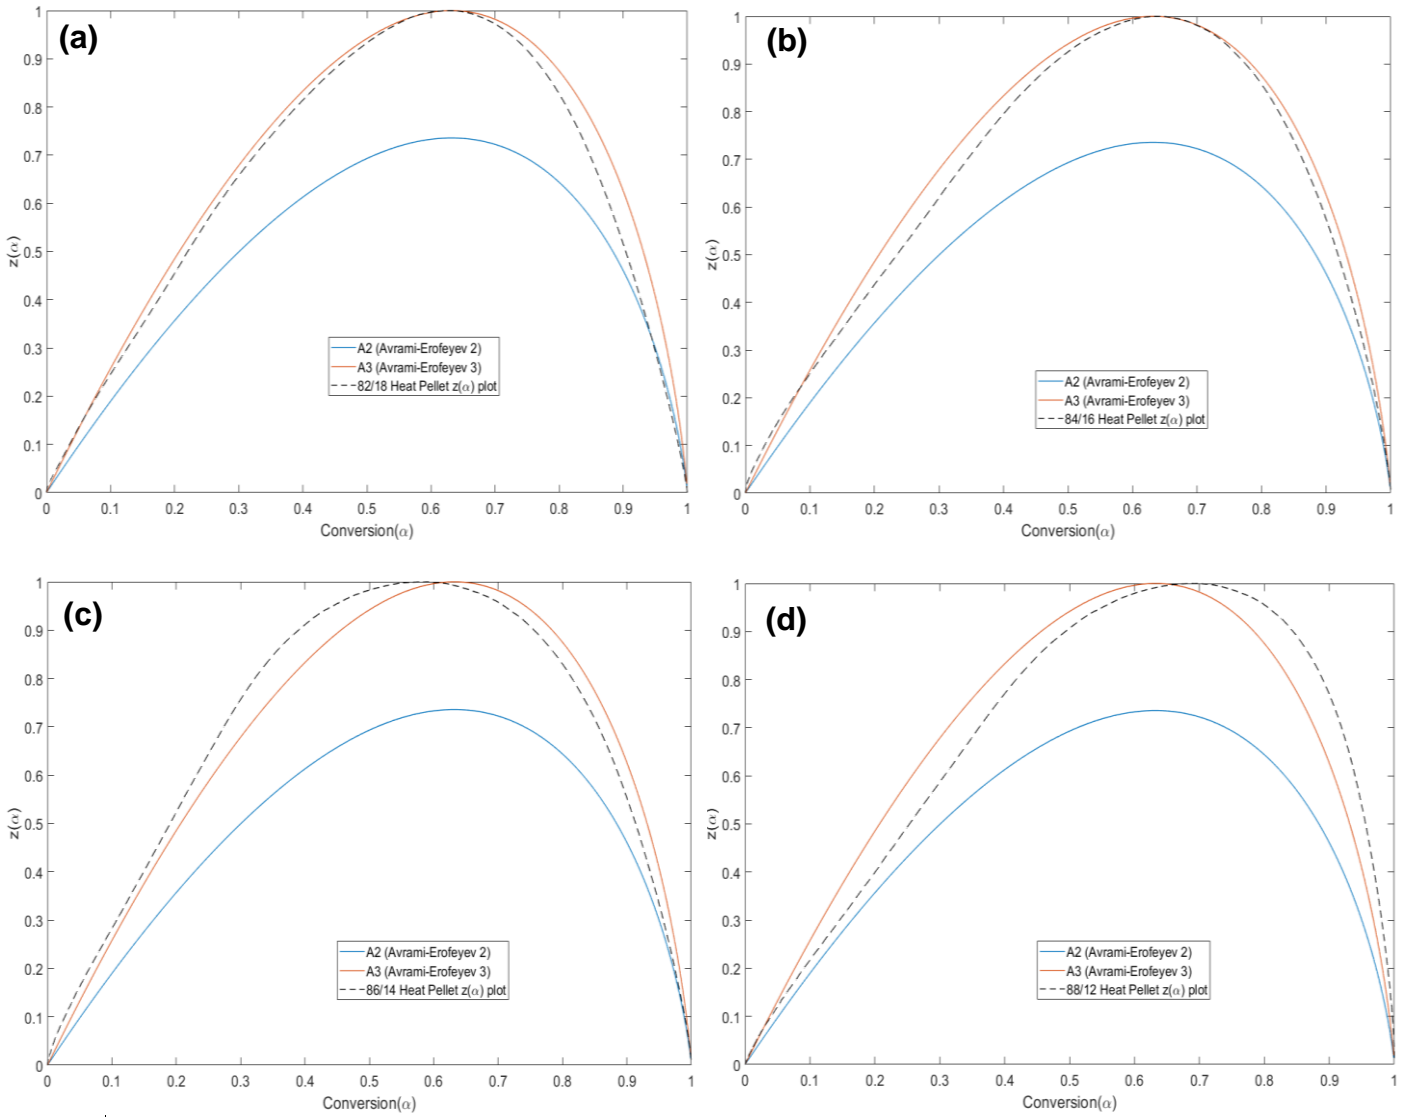 (a)
1
0.9
0.8
0.7
0.6
0.5
0.4
0.3
0.2
0.1
0
z(α)
A2 (Avrami-Erofeyev 2)
A3 (Avrami-Erofeyev 3)
82/18 Heat Pellet z(α) plot
0 0.1 0.2 0.3 0.4 0.5 0.6 0.7 0.8 0.9 1
Conversion(α)
(b)
1
0.9
0.8
0.7
0.6
0.5
0.4
0.3
0.2
0.1
0
z(α)
A2 (Avrami-Erofeyev 2)
A3 (Avrami-Erofeyev 3)
84/16 Heat Pellet z(α) plot
0 0.1 0.2 0.3 0.4 0.5 0.6 0.7 0.8 0.9 1
Conversion(α)
(c)
1
0.9
0.8
0.7
0.6
0.5
0.4
0.3
0.2
0.1
0
z(α)
A2 (Avrami-Erofeyev 2)
A3 (Avrami-Erofeyev 3)
86/14 Heat Pellet z(α) plot
0 0.1 0.2 0.3 0.4 0.5 0.6 0.7 0.8 0.9 1
Conversion(α)
(d)
1
0.9
0.8
0.7
0.6
0.5
0.4
0.3
0.2
0.1
0
z(α)
A2 (Avrami-Erofeyev 2)
A3 (Avrami-Erofeyev 3)
88/12 Heat Pellet z(α) plot
0 0.1 0.2 0.3 0.4 0.5 0.6 0.7 0.8 0.9 1
Conversion(α)